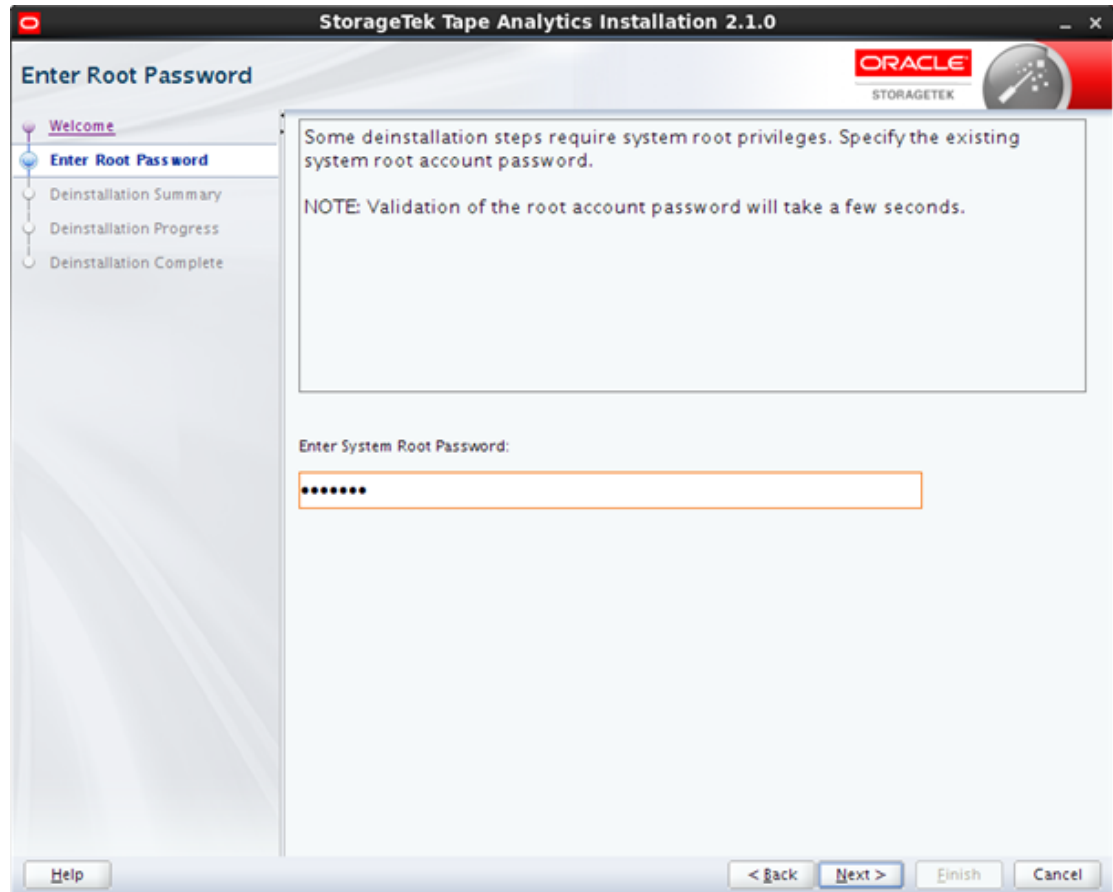 StorageTek Tape Analytics Installation 2.1.0
Enter Root Password
ORACLE
STORAGETEK
Welcome
Enter Root Password
Deinstallation Summary
Deinstallation Progress
Deinstallation Complete
Some deinstallation steps require system root privileges. Specify the existing
system root account password.
NOTE: Validation of the root account password will take a few seconds.
Enter System Root Password:
•••••••
Help
< Back
Next >
Finish
Cancel